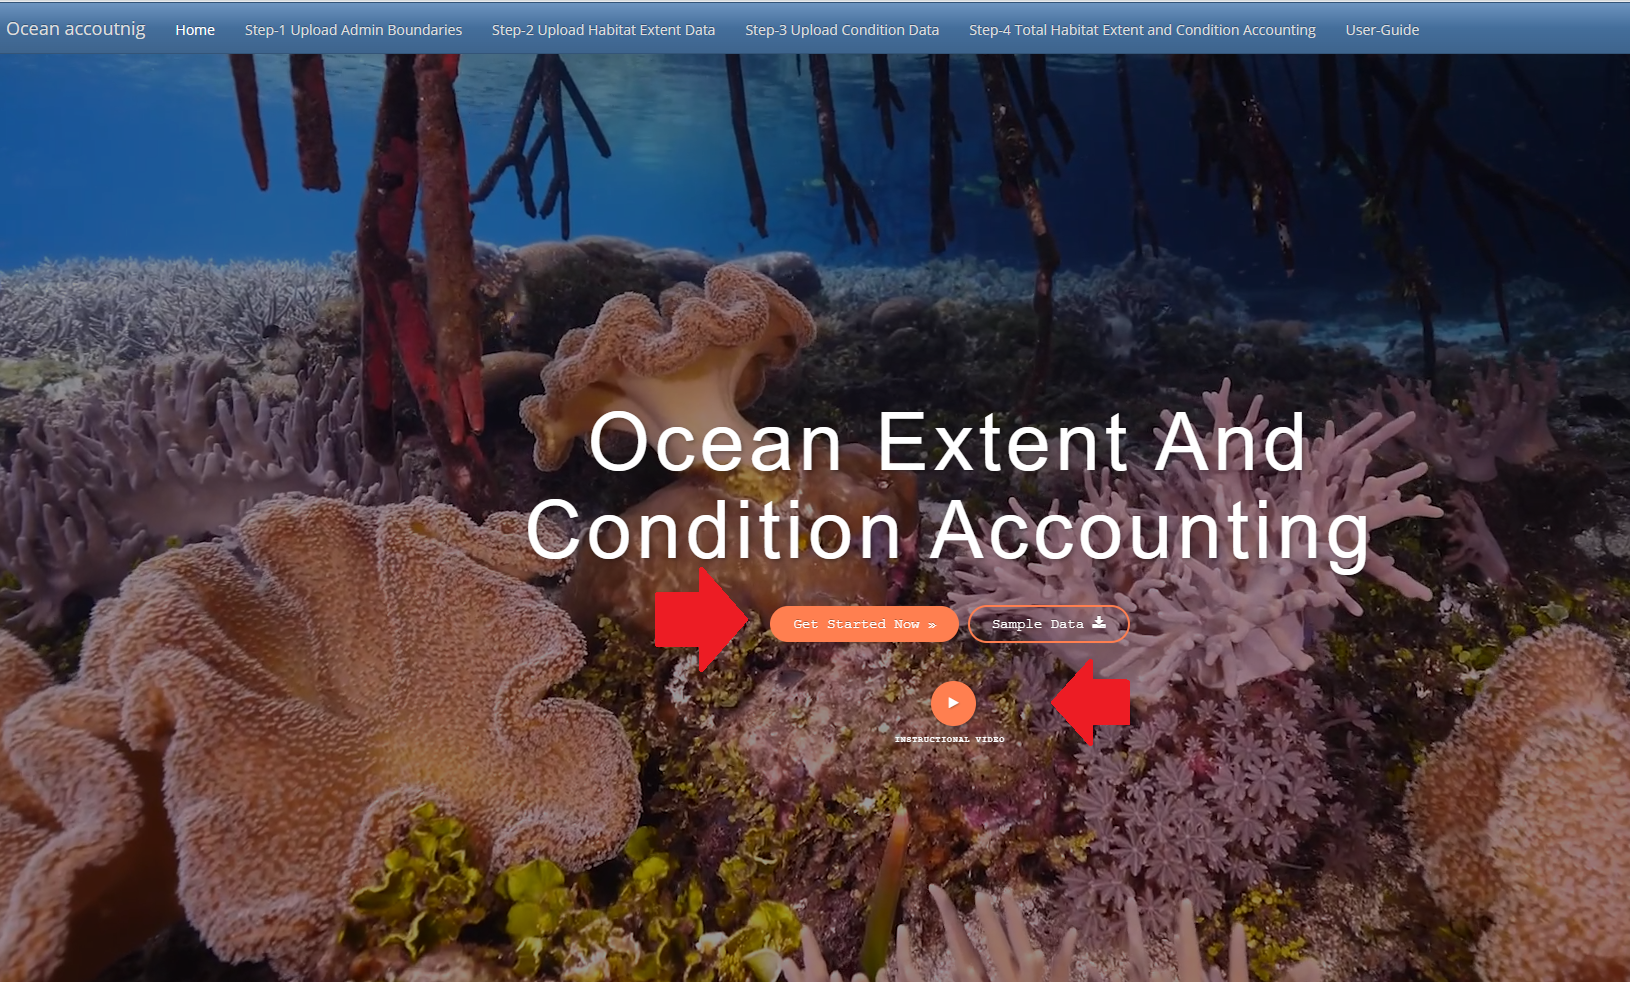 Ocean accoutnig Home Step-1 Upload Admin Boundaries Step-2 Upload Habitat Extent Data Step-3 Upload Condition Data Step-4 Total Habitat Extent and Condition Accounting User-Guide
Ocean Extent And
Condition Accounting
Get Started Now » Sample Data
INSTRUCTIONAL VIDEO